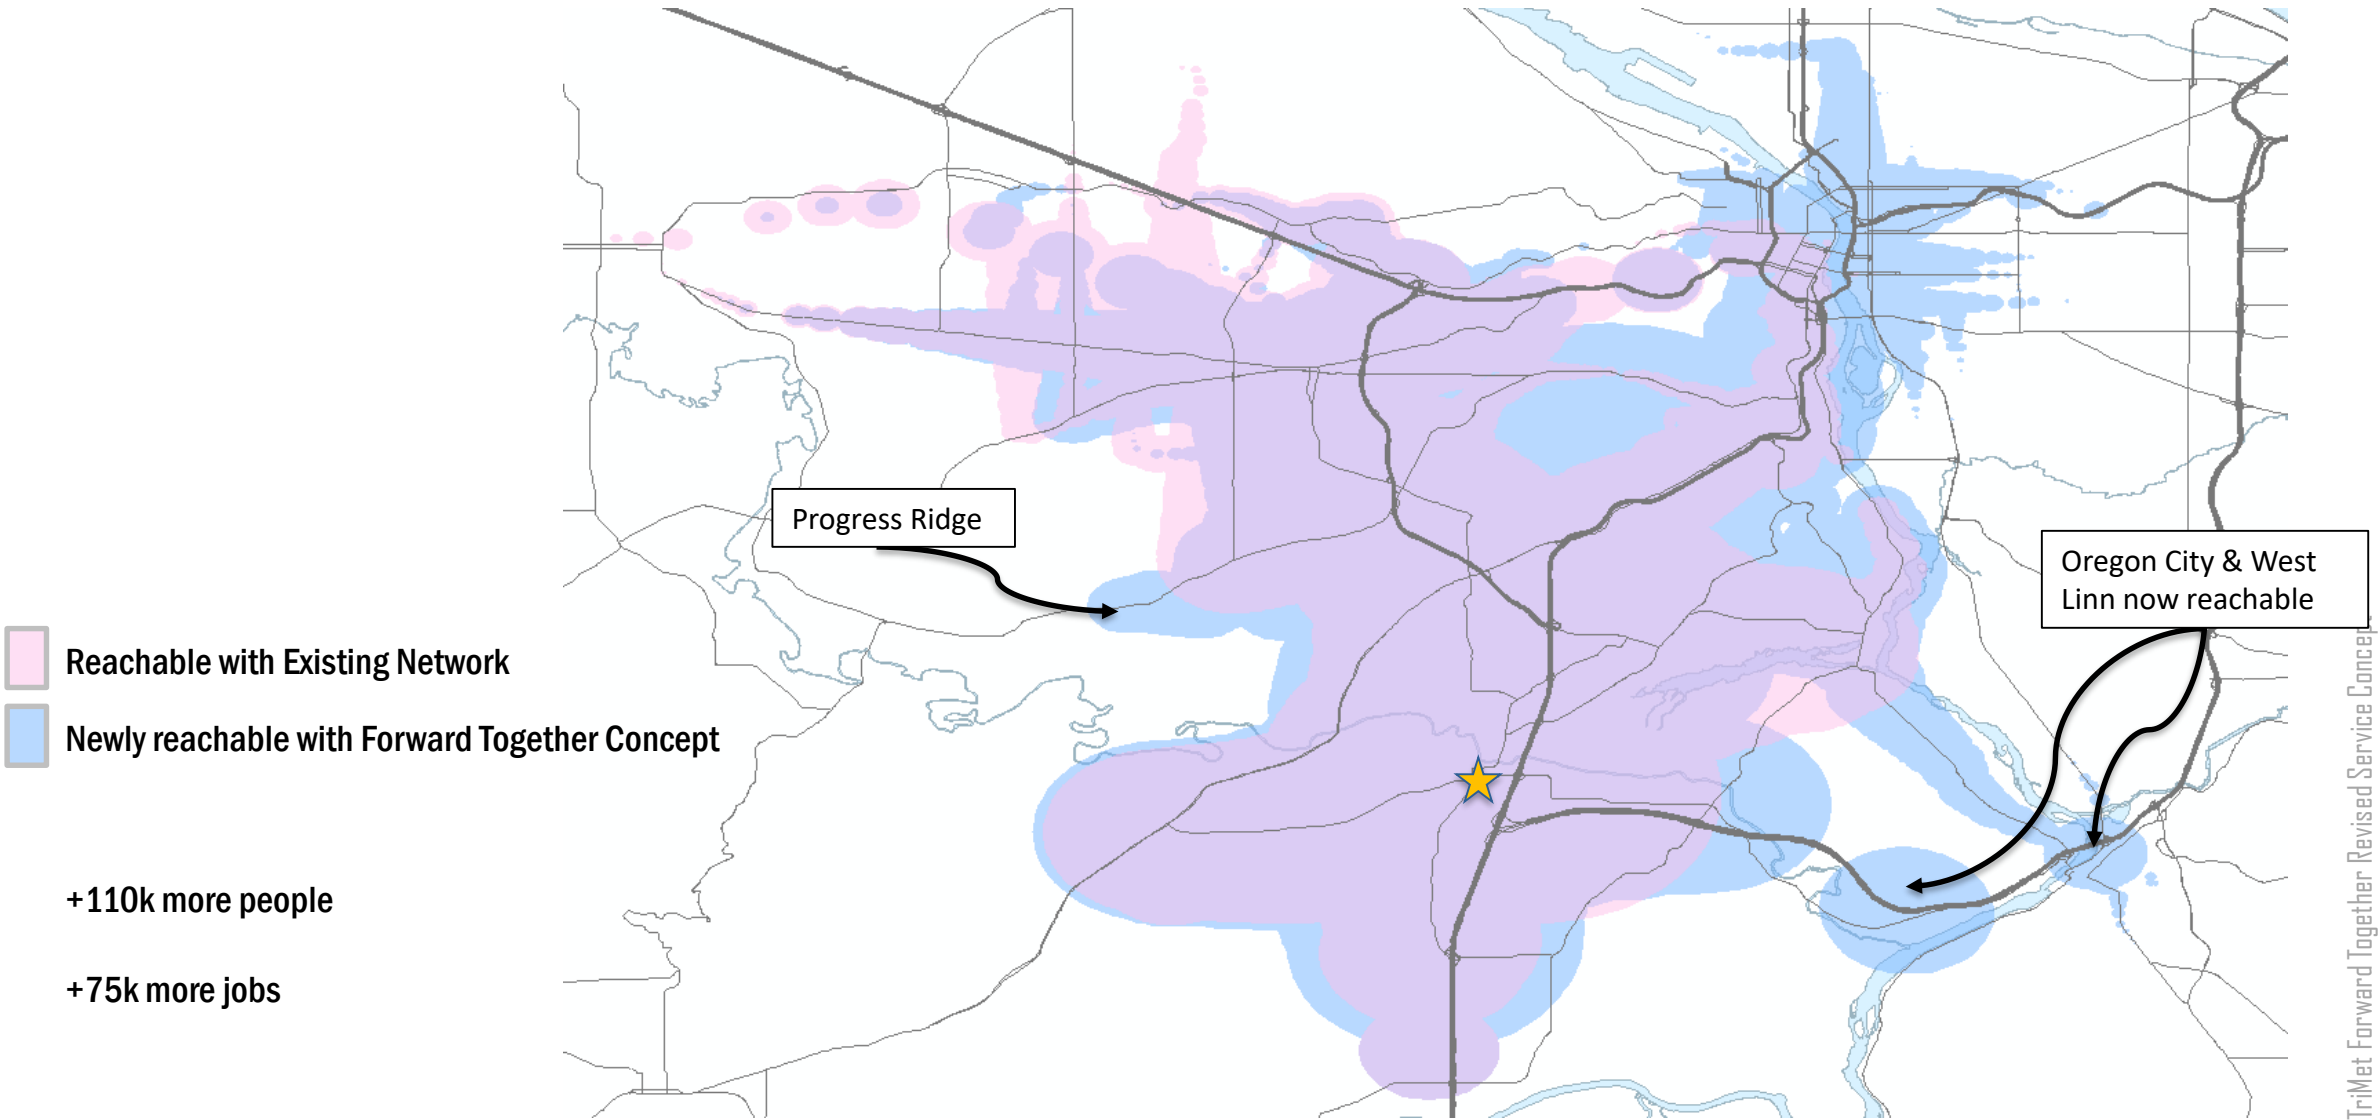 Progress Ridge
Oregon City & West
Linn now reachable
Reachable with Existing Network
Newly reachable with Forward Together Concept
+110k more people
+75k more jobs
TriMet Forward Together Revised Service Concept